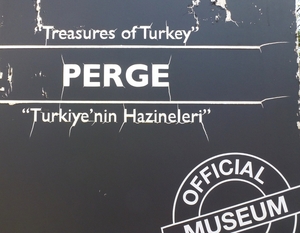 "Treasures of Turkey"
PERGE
"Turkiye'nin Hazineleri"
OFFICIAL
MUSEUM